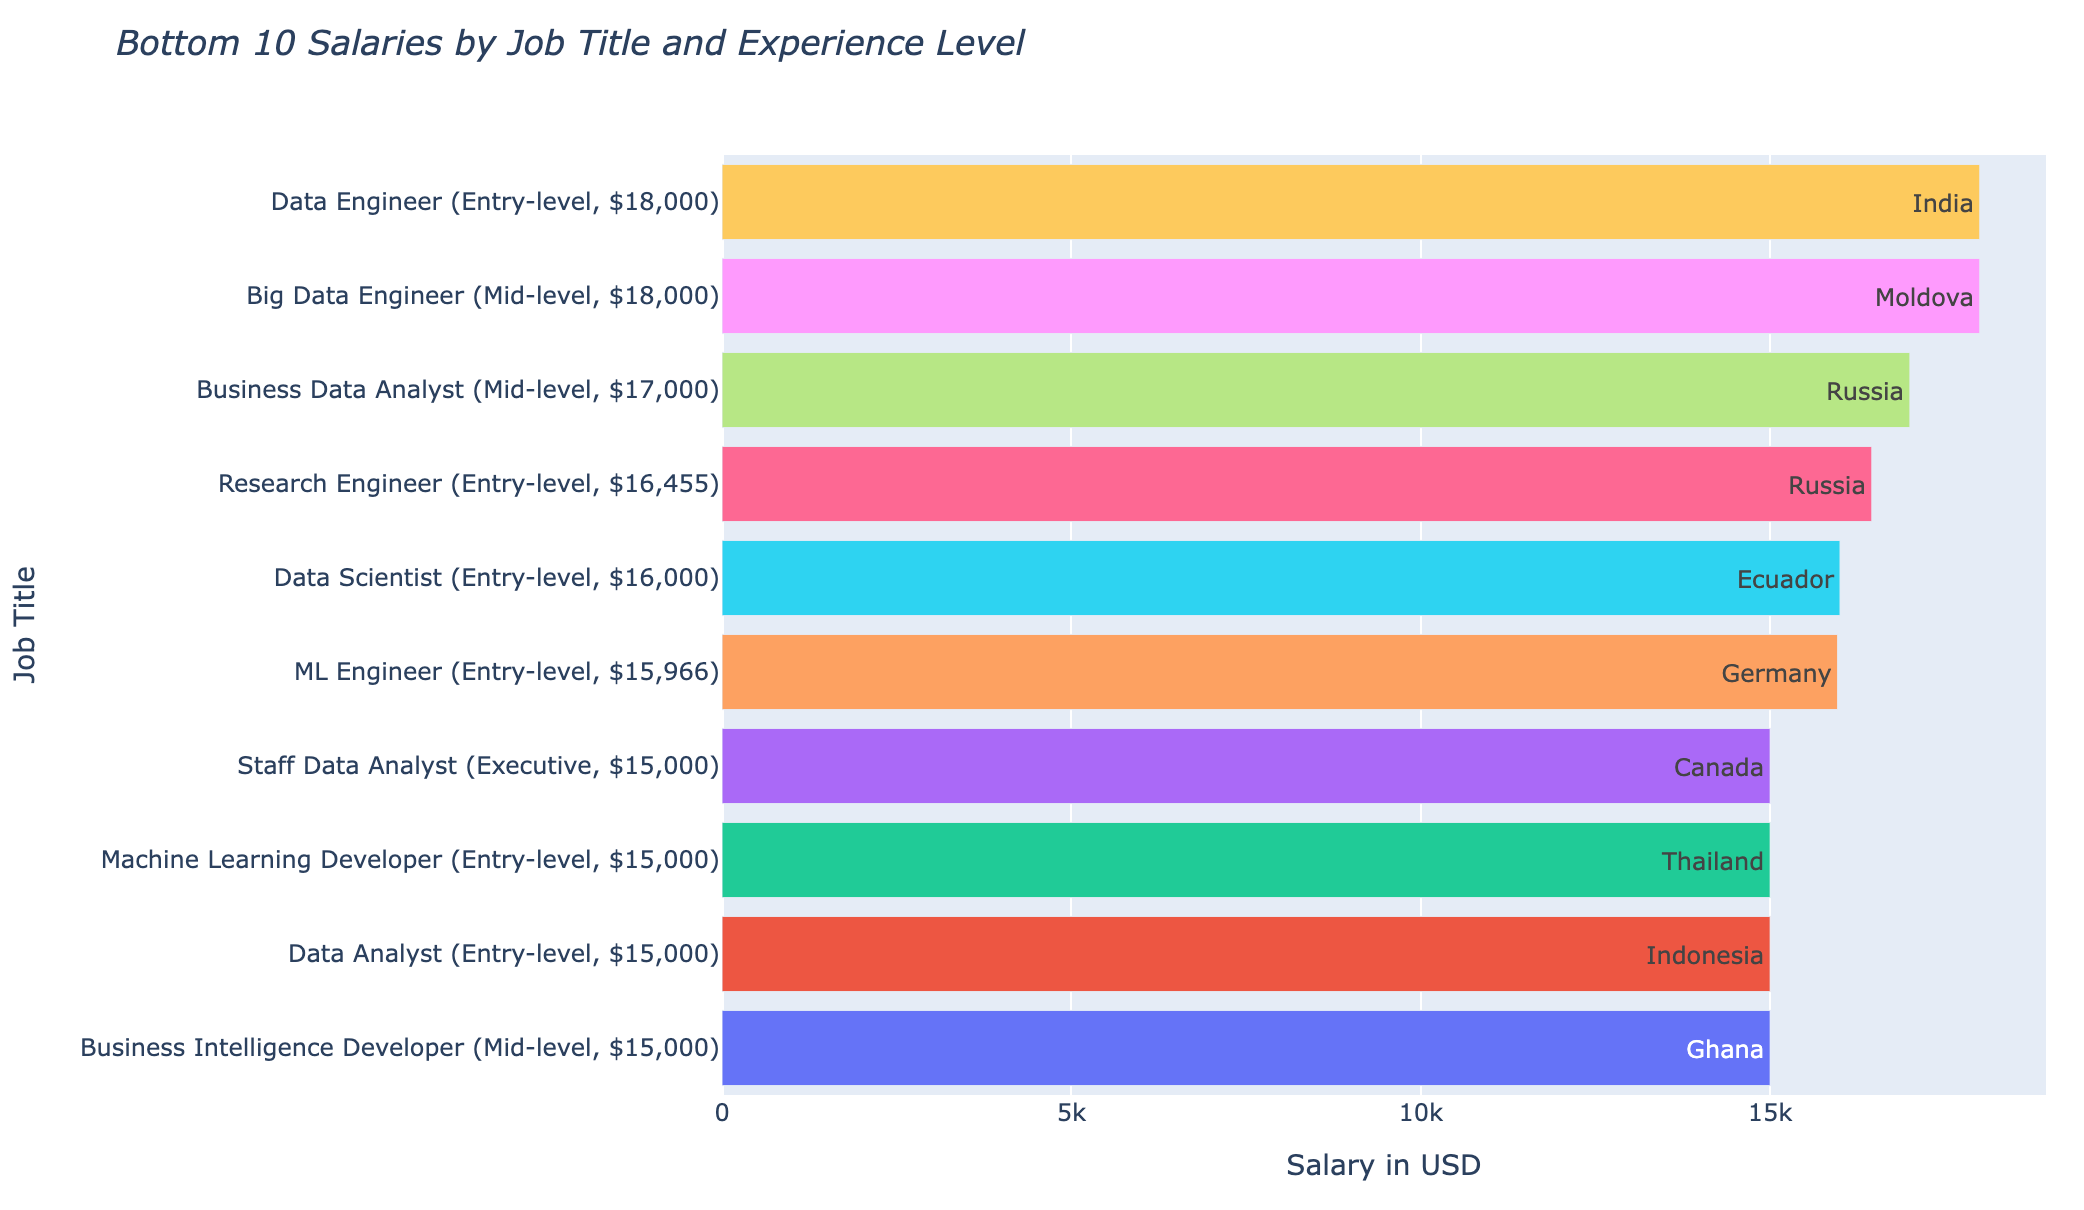 Bottom 10 Salaries by Job Title and Experience Level
Job Title
Data Engineer (Entry-level, $18,000)
India
Big Data Engineer (Mid-level, $18,000)
Moldova
Business Data Analyst (Mid-level, $17,000)
Russia
Research Engineer (Entry-level, $16,455)
Russia
Data Scientist (Entry-level, $16,000)
Ecuador
ML Engineer (Entry-level, $15,966)
Germany
Staff Data Analyst (Executive, $15,000)
Canada
Machine Learning Developer (Entry-level, $15,000)
Thailand
Data Analyst (Entry-level, $15,000)
Indonesia
Business Intelligence Developer (Mid-level, $15,000)
Ghana
0 5k 10k 15k
Salary in USD